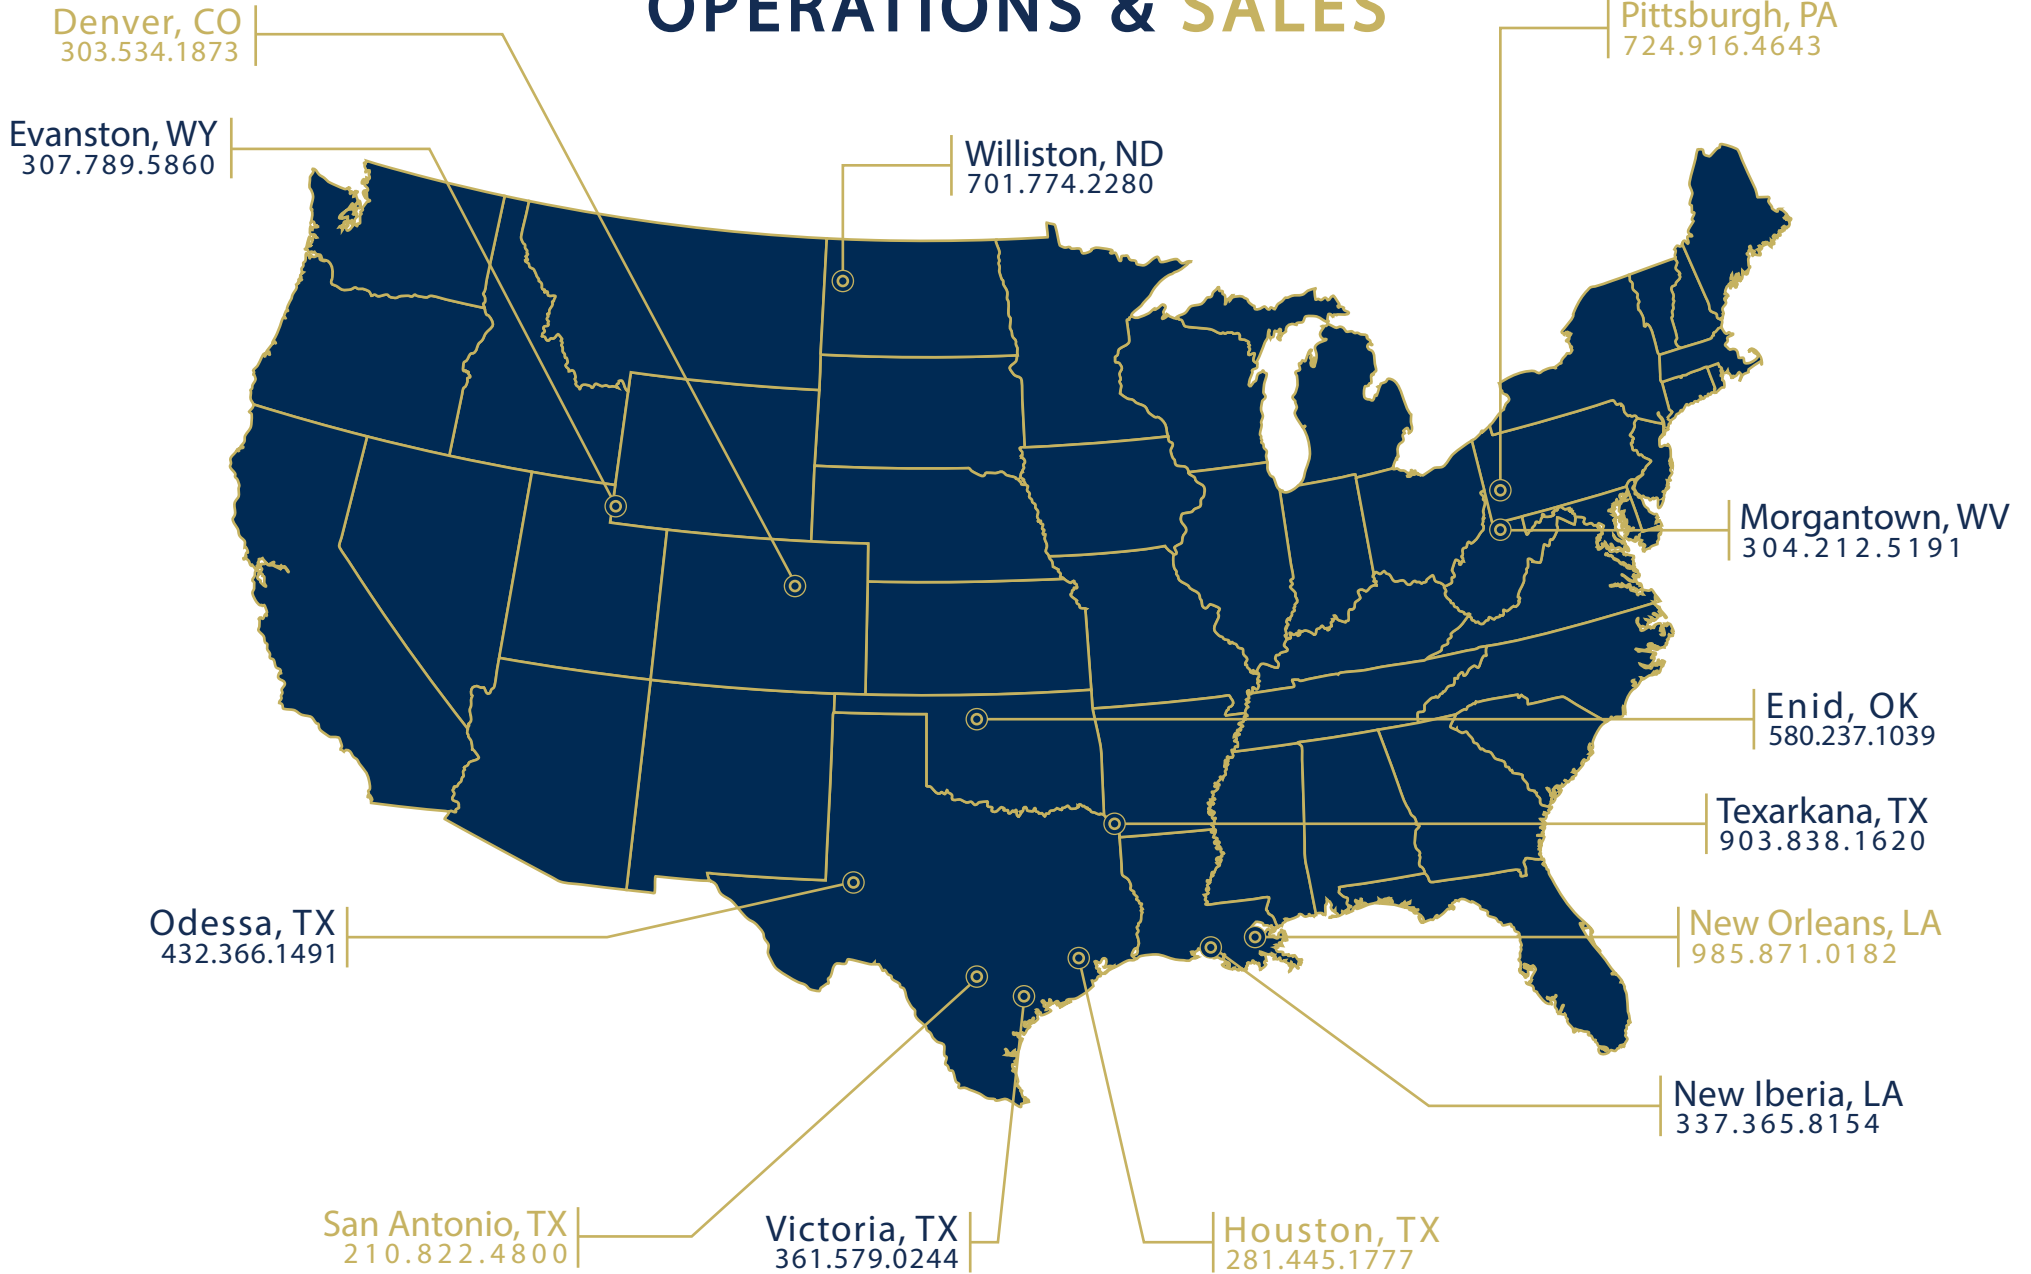 OPERATIONS & SALES
Denver, CO
303.534.1873
Pittsburgh, PA
724.916.4643
Evanston, WY
307.789.5860
Williston, ND
701.774.2280
Morgantown, WV
304.212.5191
Enid, OK
580.237.1039
Texarkana, TX
903.838.1620
Odessa, TX
432.366.1491
New Orleans, LA
985.871.0182
New Iberia, LA
337.365.8154
San Antonio, TX
210.822.4800
Victoria, TX
361.579.0244
Houston, TX
281.445.1777